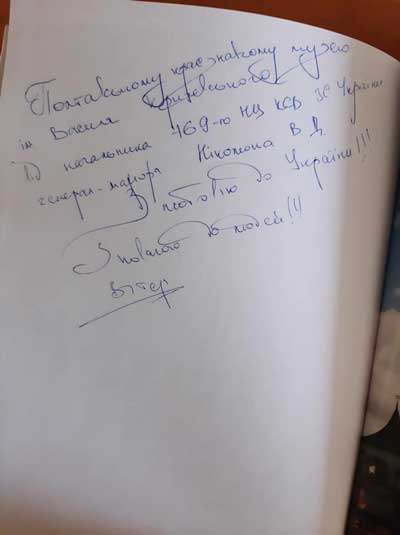 Полтавському краєзнавчому музею
ім Василя Кричевського
Від начальника 169-го НЦ КСВ ЗС України
генерал-майора Ніконова В. Д.
З любов'ю до України!!!
З повагою до людей!!!